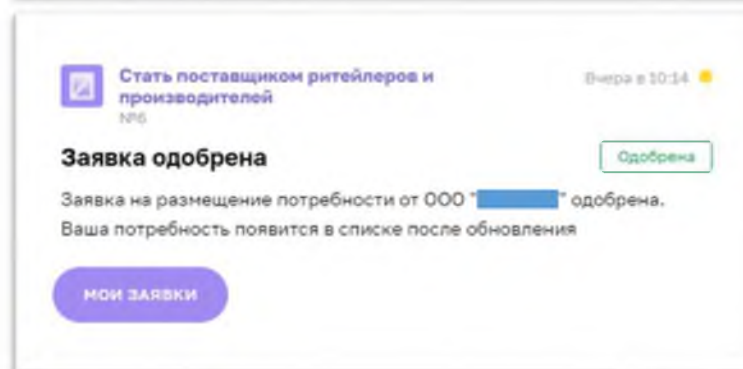 Стать поставщиком ритейлеров и
производителей
№6
Вчера в 10:14
Заявка одобрена
Одобрена
Заявка на размещение потребности от ООО "" одобрена.
Ваша потребность появится в списке после обновления
МОИ ЗАЯВКИ